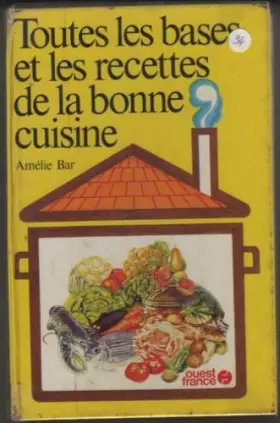 Toutes les bases
et les recettes
de la bonne
cuisine
Amélie Bar
ouest
france